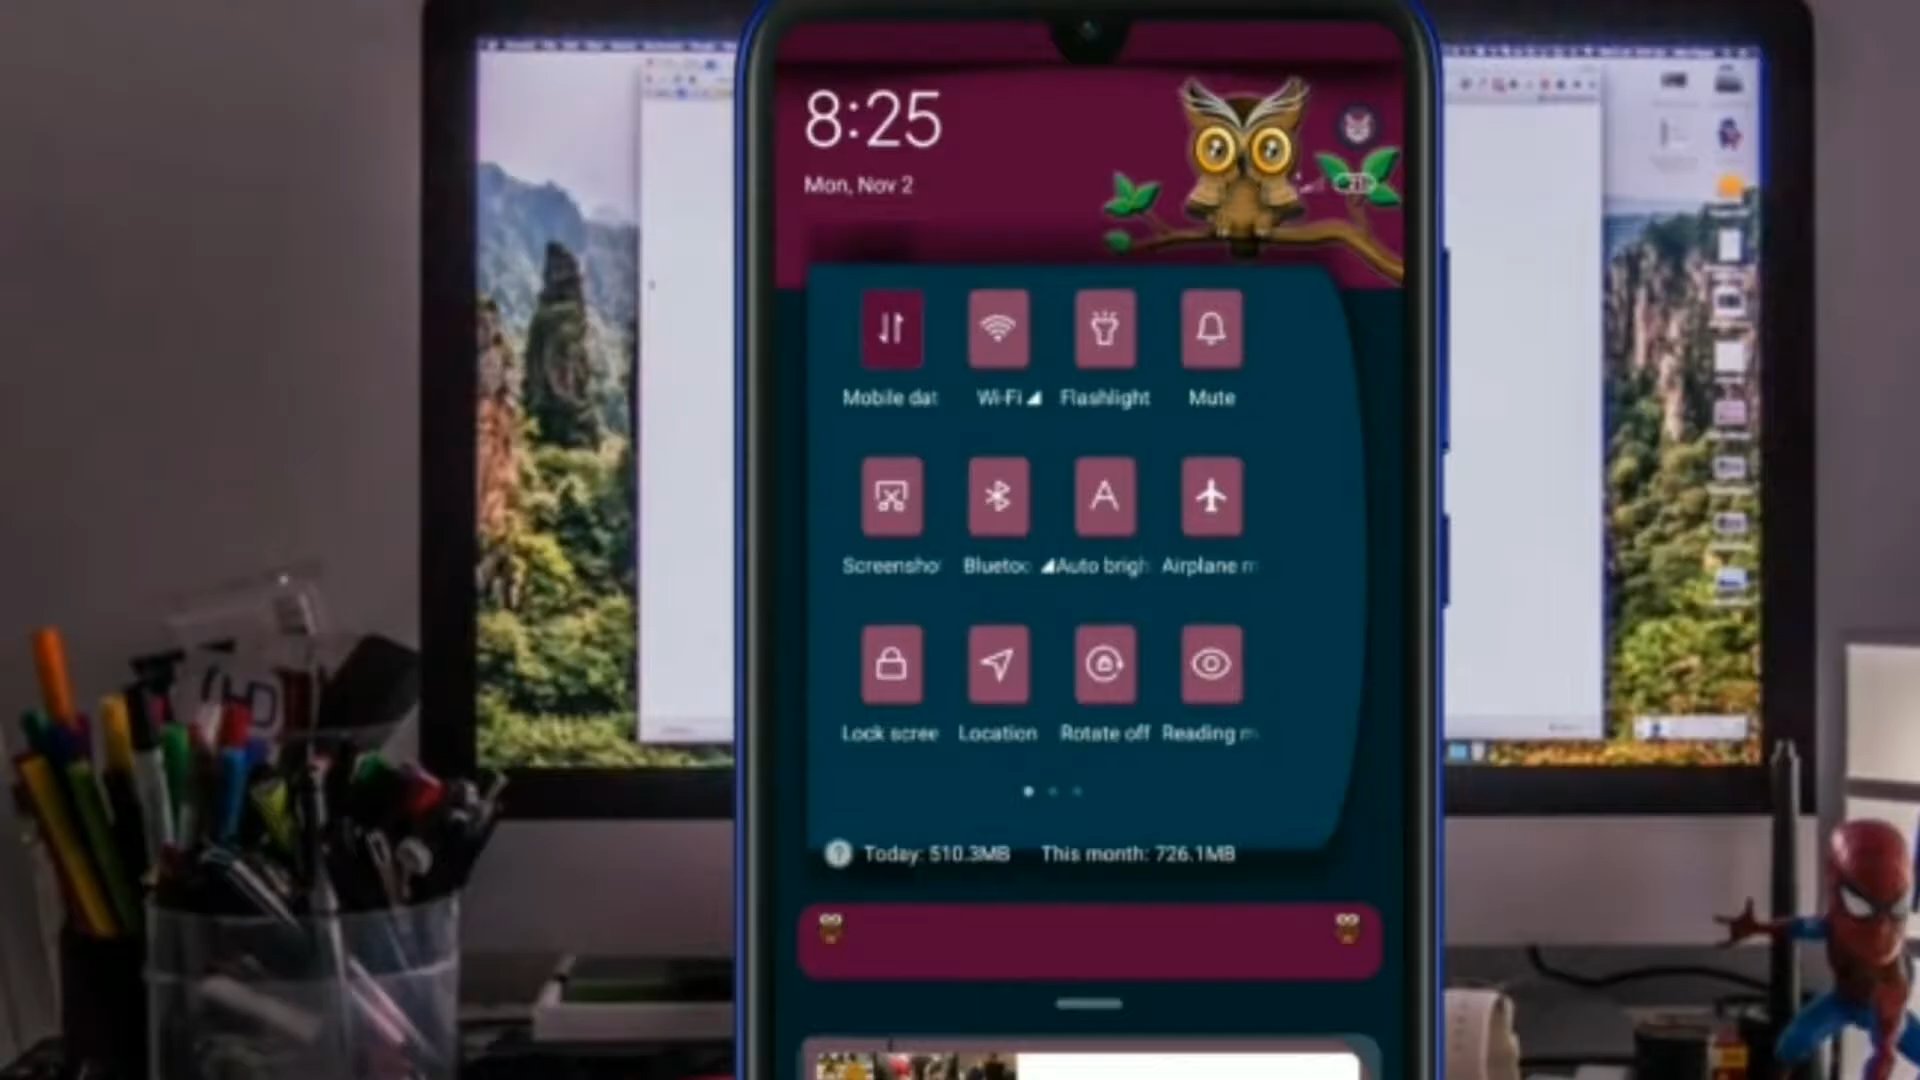 8:25
Mon, Nov 2
Mobile dat
Wi-Fi
Flashlight
Mute
Screensho
Bluetoo
Auto brigh
Airplane m
Lock scree
Location
Rotate off
Reading m
Today: 510.3MB This month: 726.1MB